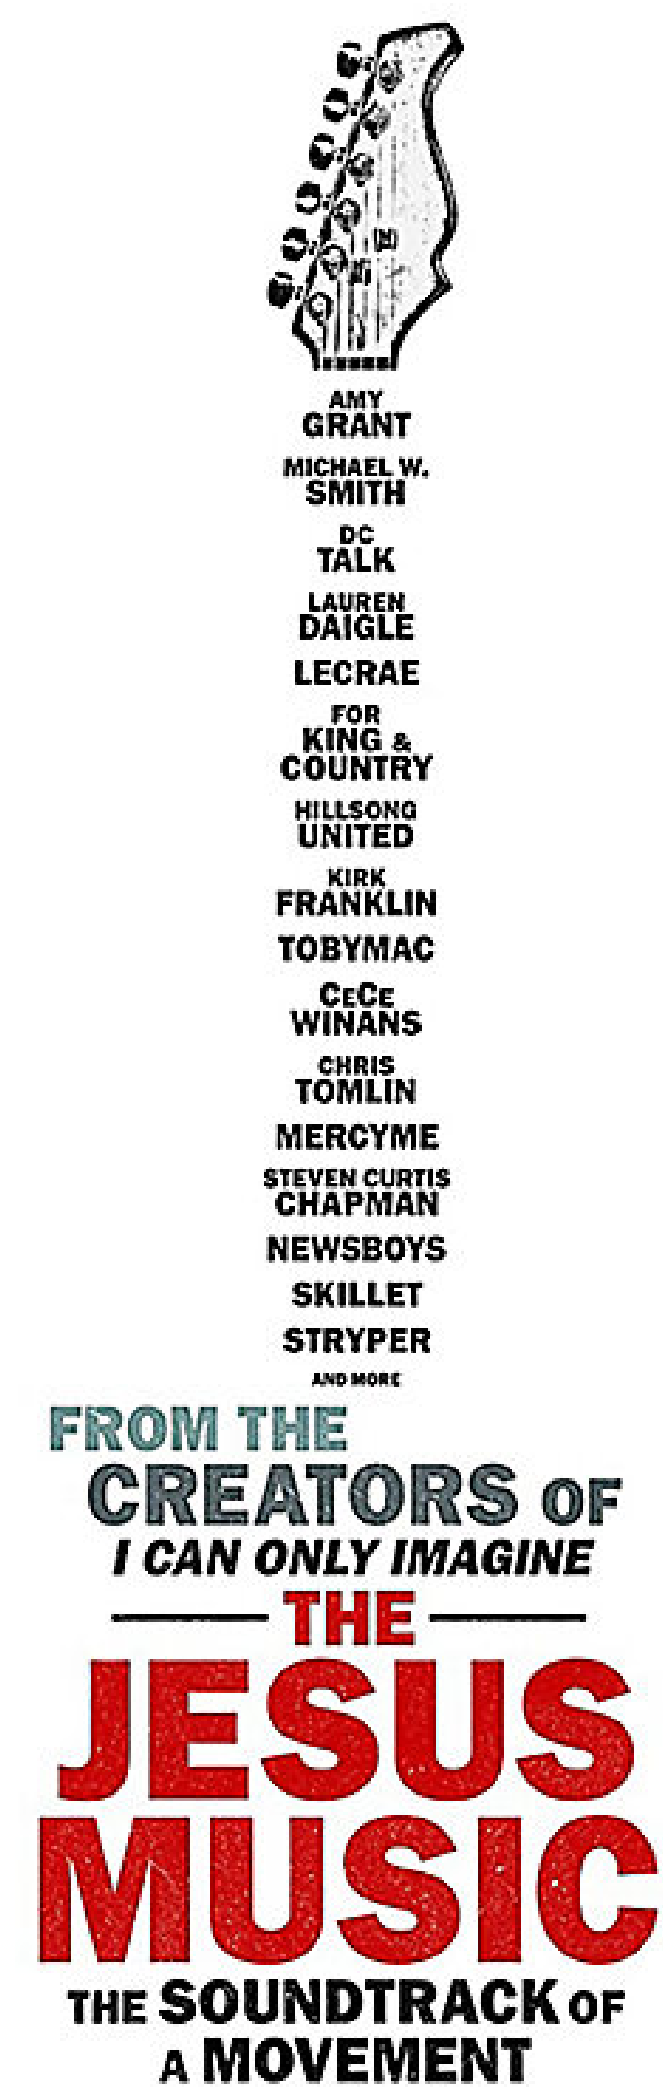 AMY
GRANT
MICHAEL W.
SMITH
DC
TALK
LAUREN
DAIGLE
LECRAE
FOR
KING &
COUNTRY
HILLSONG
UNITED
KIRK
FRANKLIN
TOBYMAC
CECE
WINANS
CHRIS
TOMLIN
MERCYME
STEVEN CURTIS
CHAPMAN
NEWSBOYS
SKILLET
STRYPER
AND MORE
FROM THE
CREATORS OF
I CAN ONLY IMAGINE
THE
JESUS
MUSIC
THE SOUNDTRACK OF
A MOVEMENT